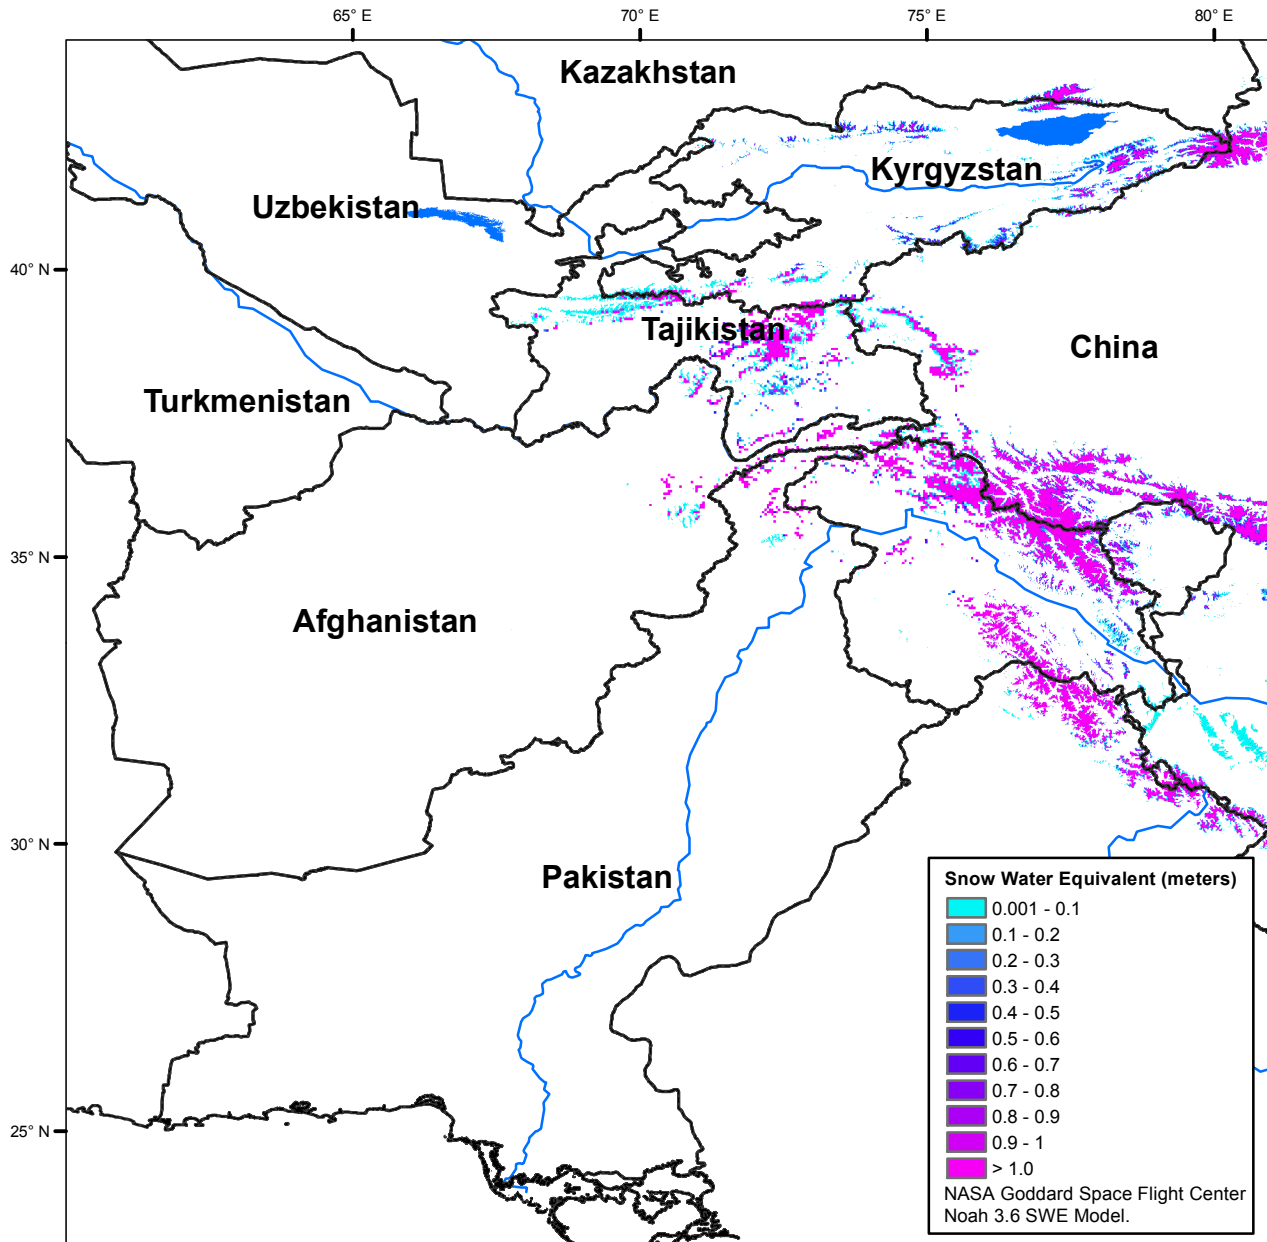 65° E
70° E
75° E
80° E
Kazakhstan
Kyrgyzstan
Uzbekistan
40° N
Tajikistan
China
Turkmenistan
35° N
Afghanistan
30° N
Pakistan
25° N
Snow Water Equivalent (meters)
0.001 - 0.1
0.1 - 0.2
0.2 - 0.3
0.3 - 0.4
0.4 - 0.5
0.5 - 0.6
0.6 - 0.7
0.7 - 0.8
0.8 - 0.9
0.9 - 1
> 1.0
NASA Goddard Space Flight Center
Noah 3.6 SWE Model.